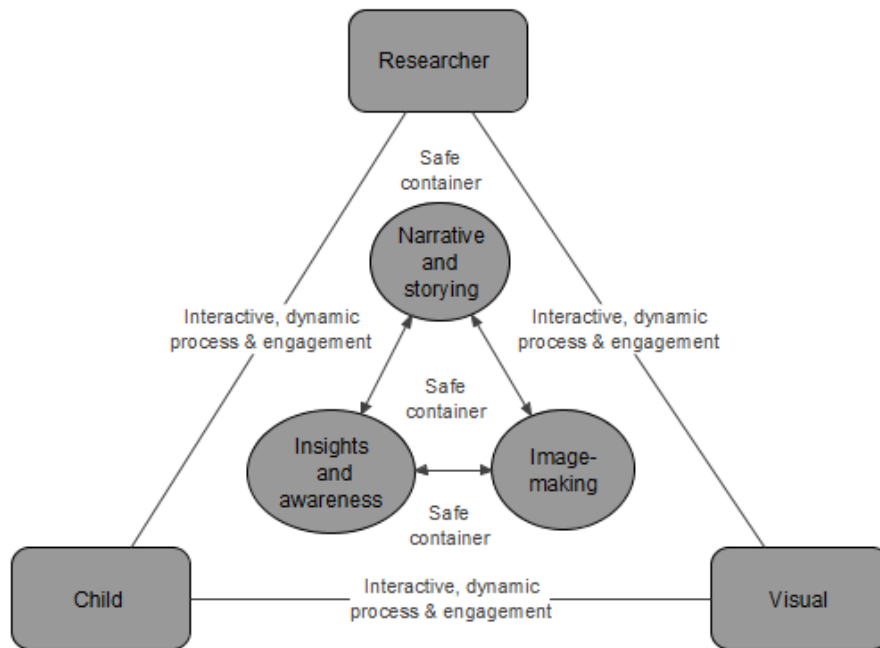 Researcher
Safe
container
Narrative
and
storying
Interactive, dynamic
process & engagement
Interactive, dynamic
process & engagement
Safe
container
Insights
and
awareness
Image-
making
Safe
container
Child
Interactive, dynamic
process & engagement
Visual